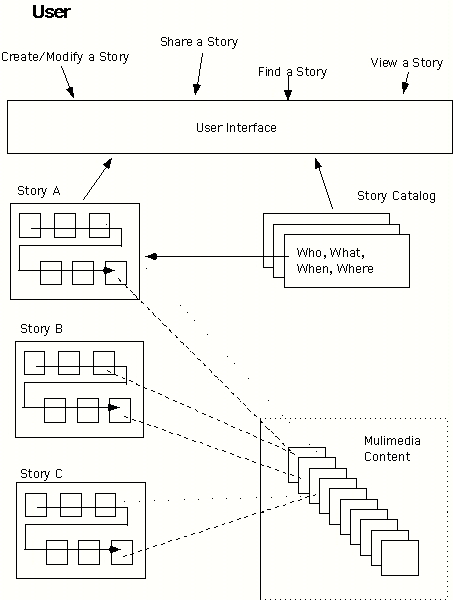 User
Share a Story
Create/Modify a Story
Find a Story
View a Story
User Interface
Story A
Story Catalog
Who, What,
When, Where
Story B
Mulimedia
Content
Story C